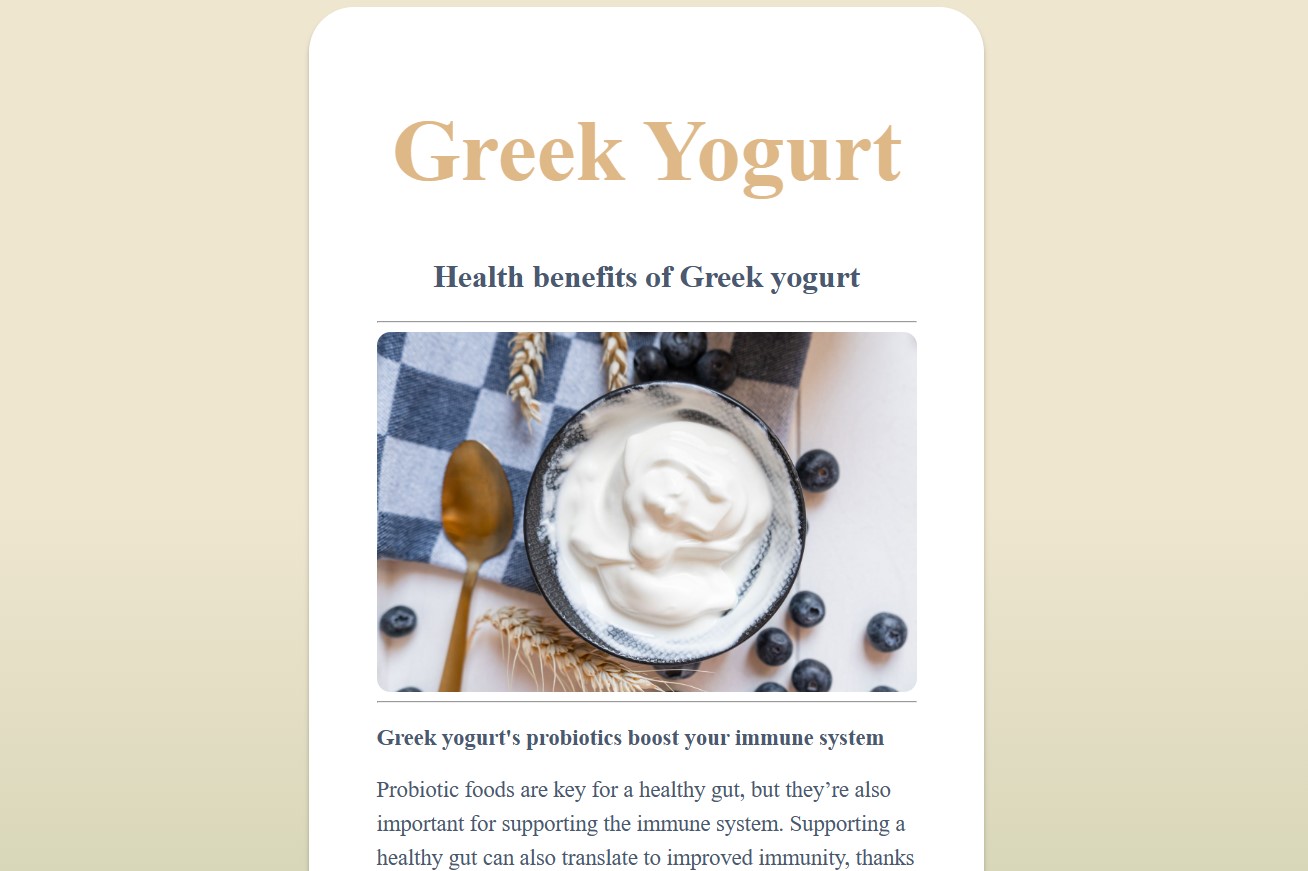 Greek Yogurt
Health benefits of Greek yogurt
Greek yogurt's probiotics boost your immune system
Probiotic foods are key for a healthy gut, but they’re also
important for supporting the immune system. Supporting a
healthy gut can also translate to improved immunity, thanks